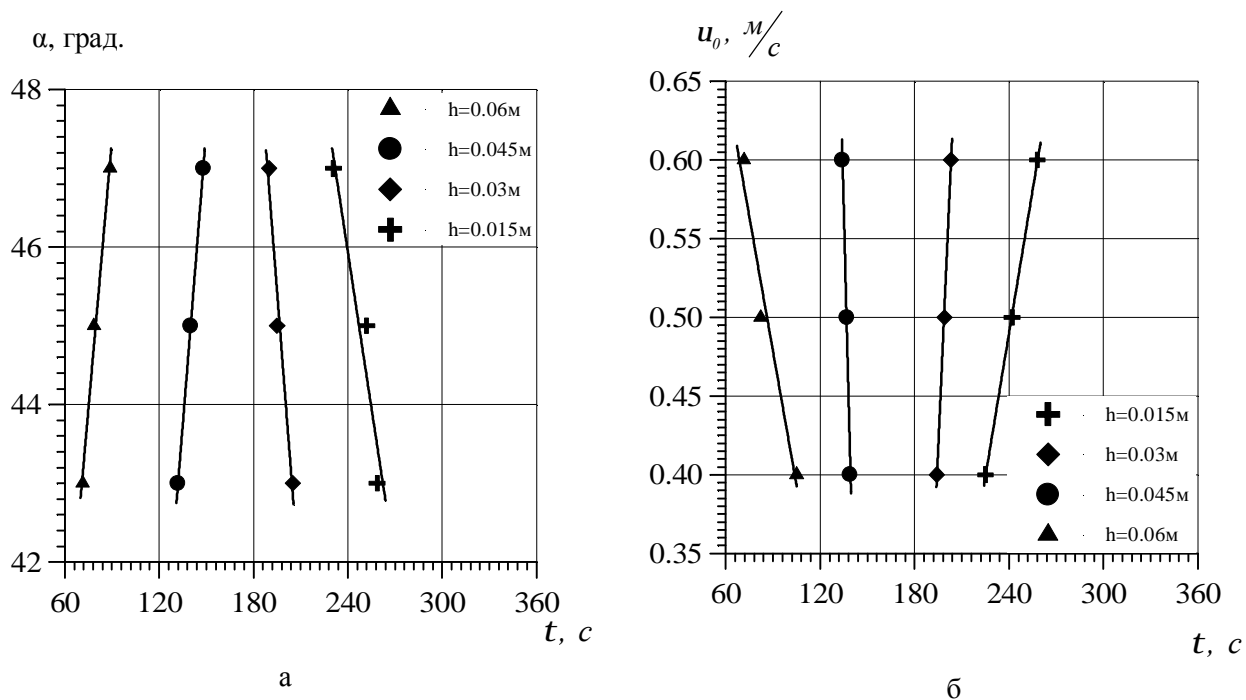 α, град.
48
46
44
42
60 120 180 240 300 360
t, c
h=0.06м
h=0.045м
h=0.03м
h=0.015м
а
u₀, м/с
0.65
0.60
0.55
0.50
0.45
0.40
0.35
60 120 180 240 300 360
t, c
h=0.015м
h=0.03м
h=0.045м
h=0.06м
б